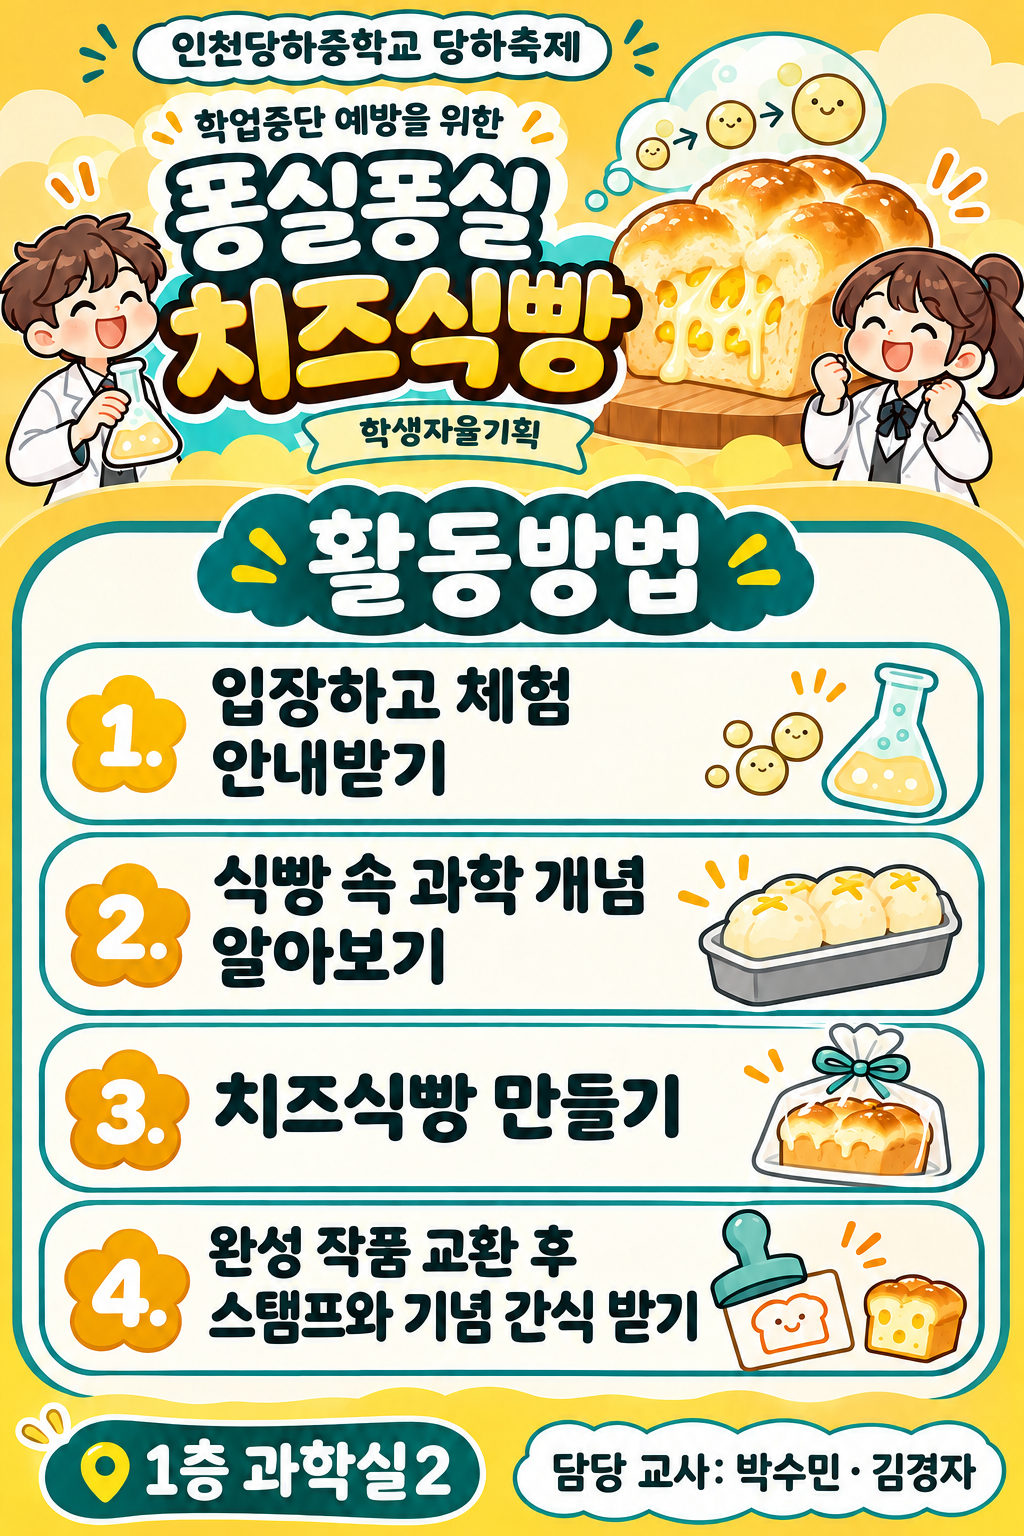 인천당하중학교 당하축제
학업중단 예방을 위한
퐁실퐁실
치즈식빵
학생자율기획
활동방법
1.
입장하고 체험
안내받기
2.
식빵 속 과학 개념
알아보기
3.
치즈식빵 만들기
4.
완성 작품 교환 후
스탬프와 기념 간식 받기
1층 과학실2
담당 교사: 박수민 · 김경자